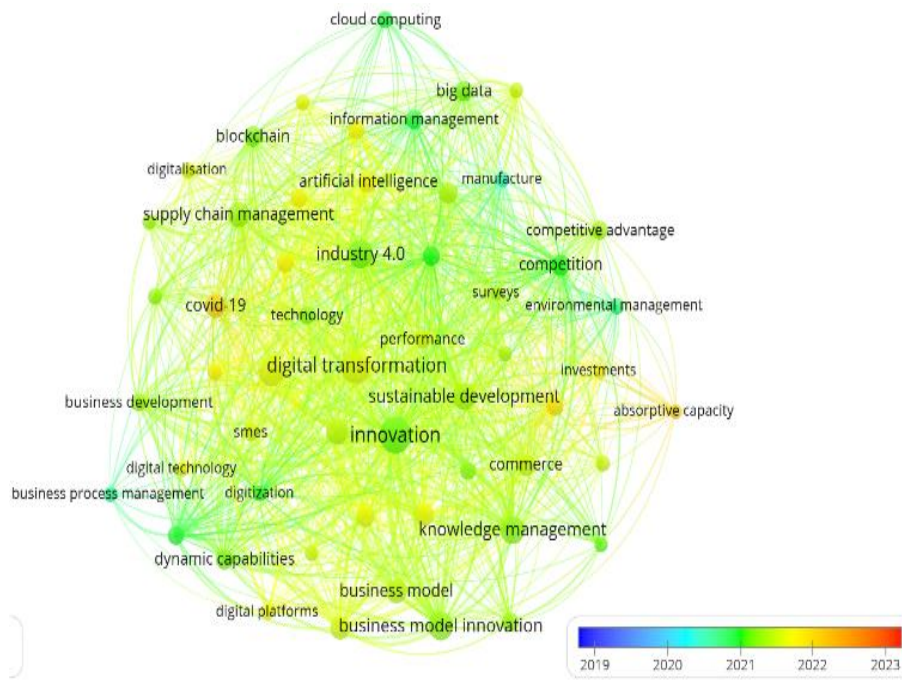 cloud computing
big data
information management
blockchain
digitalisation
artificial intelligence
manufacture
supply chain management
competitive advantage
industry 4.0
competition
surveys
covid-19
environmental management
technology
performance
digital transformation
investments
sustainable development
business development
absorptive capacity
smes
innovation
digital technology
commerce
business process management
digitization
knowledge management
dynamic capabilities
business model
digital platforms
business model innovation
2019 2020 2021 2022 2023